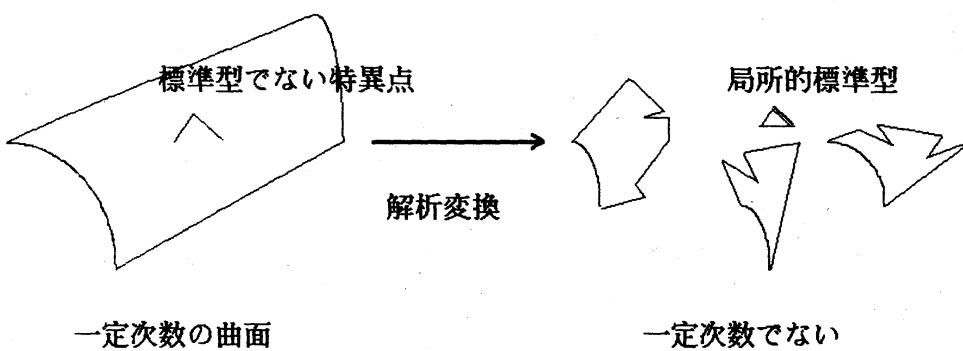 標準型でない特異点
局所的標準型
解析変換
一定次数の曲面
一定次数でない